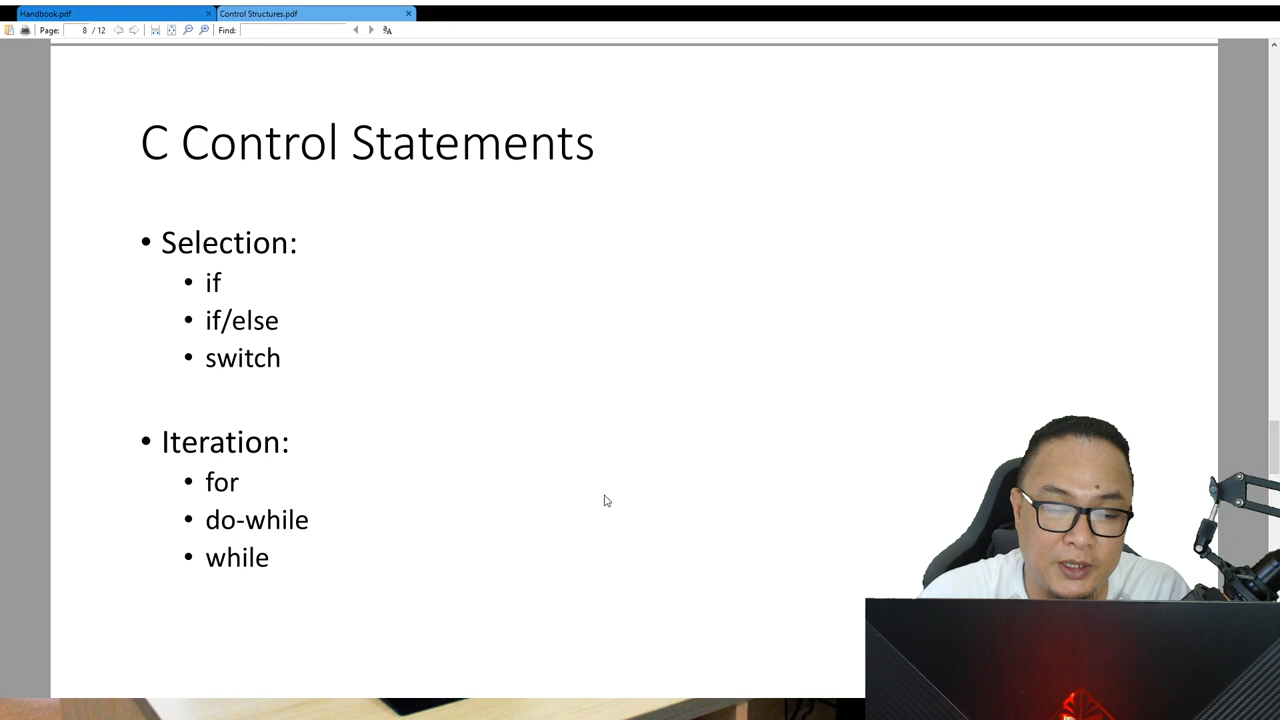 Handbook.pdf
Control Structures.pdf
Page: 8 / 12 Find:
C Control Statements
• Selection:
• if
• if/else
• switch
• Iteration:
• for
• do-while
• while